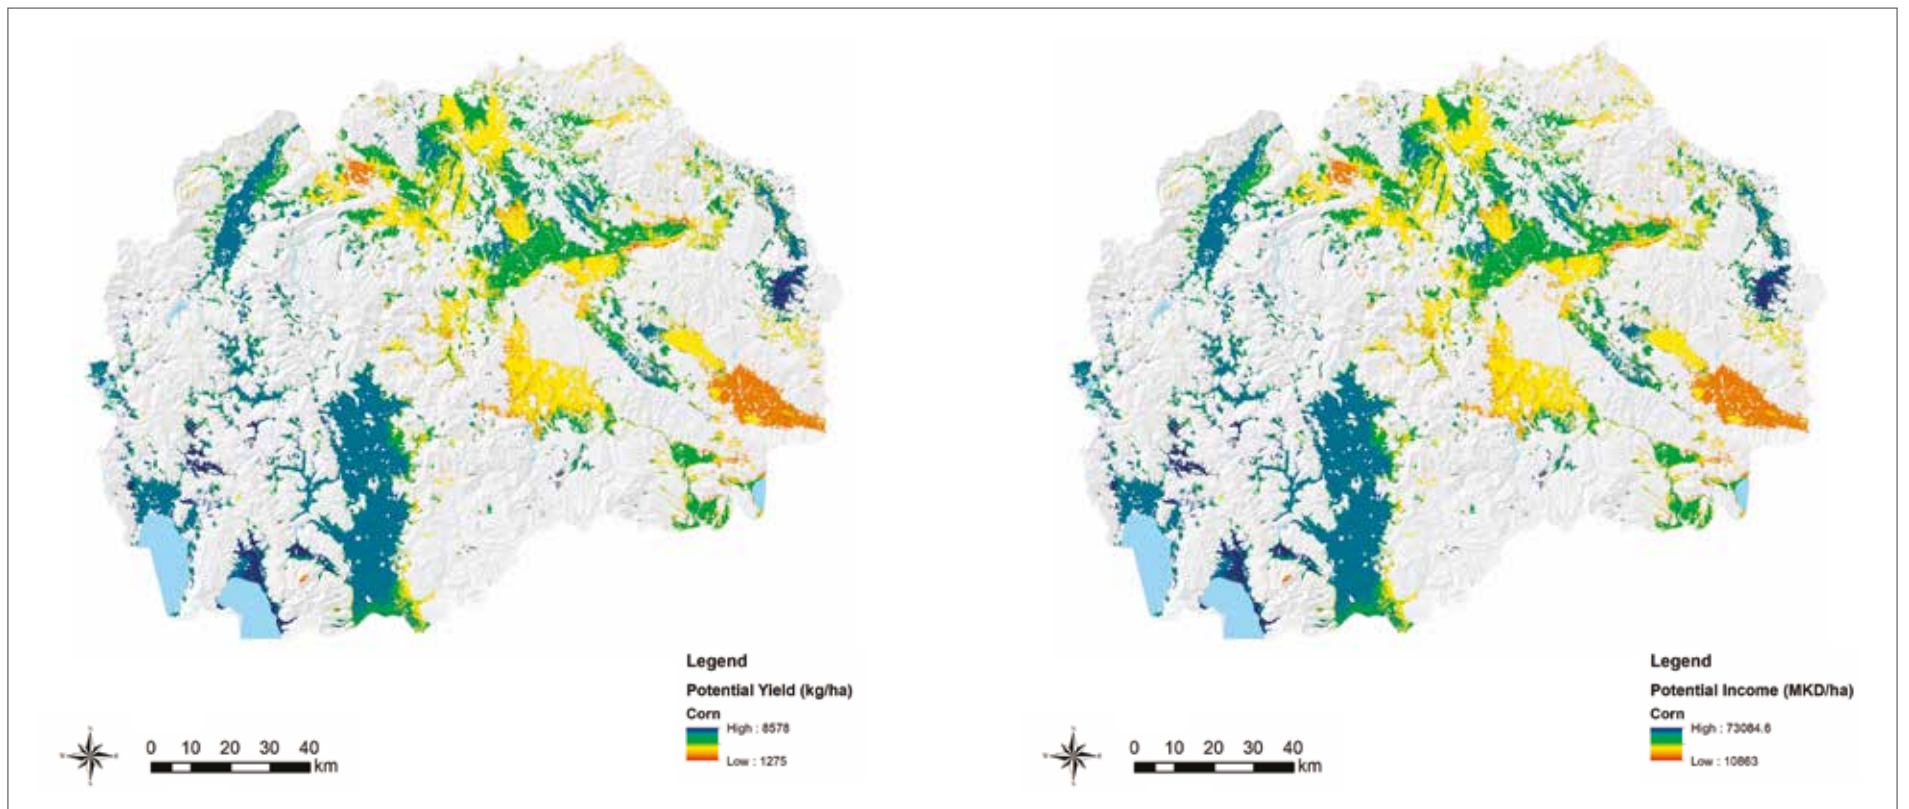 Legend
Potential Yield (kg/ha)
Corn
High : 8578
Low : 1275
0 10 20 30 40
km
Legend
Potential Income (MKD/ha)
Corn
High : 73084.6
Low : 10863
0 10 20 30 40
km